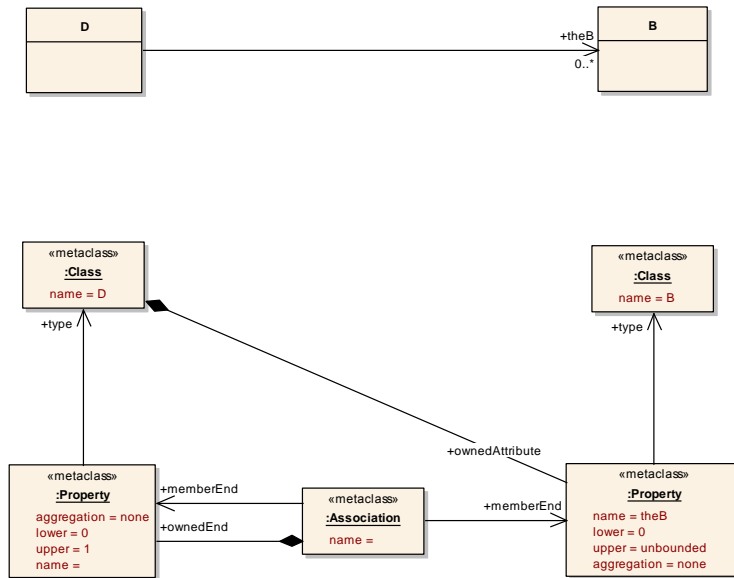 D
B
+theB
0..*
«metaclass»
:Class
name = D
«metaclass»
:Class
name = B
+type
+type
+ownedAttribute
«metaclass»
:Property
aggregation = none
lower = 0
upper = 1
name =
+memberEnd
+ownedEnd
«metaclass»
:Association
name =
+memberEnd
«metaclass»
:Property
name = theB
lower = 0
upper = unbounded
aggregation = none